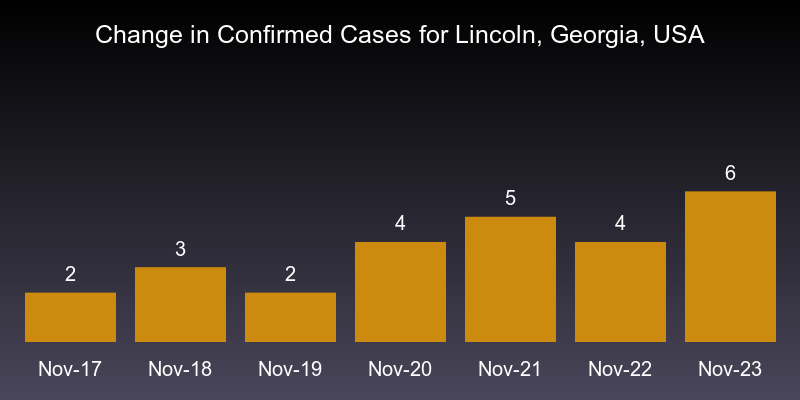 Change in Confirmed Cases for Lincoln, Georgia, USA
2 3 2 4 5 4 6
Nov-17 Nov-18 Nov-19 Nov-20 Nov-21 Nov-22 Nov-23